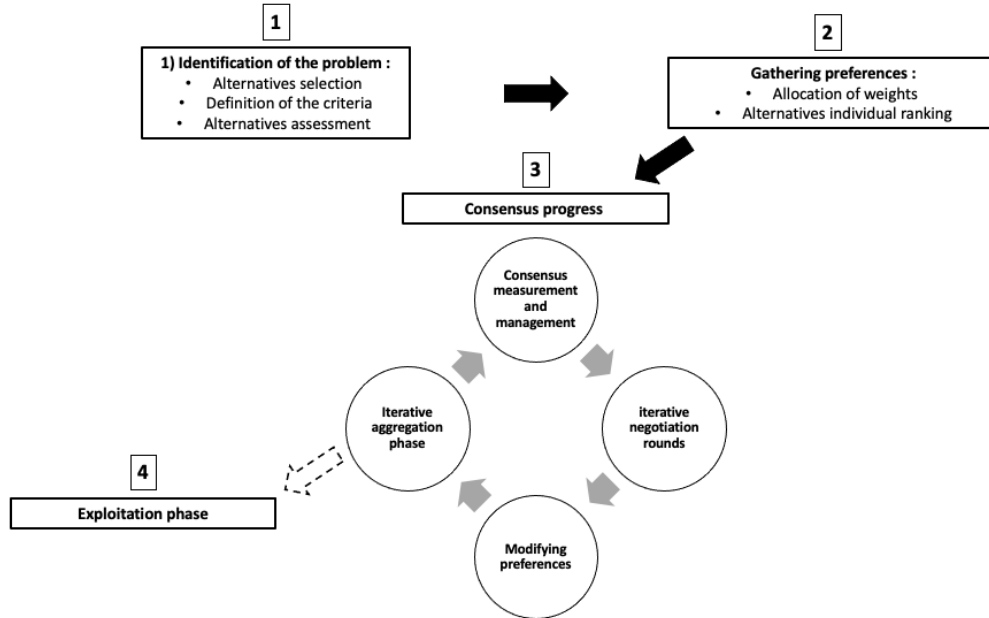 1
1) Identification of the problem :
• Alternatives selection
• Definition of the criteria
• Alternatives assessment
2
Gathering preferences :
• Allocation of weights
• Alternatives individual ranking
3
Consensus progress
Consensus
measurement
and
management
iterative
negotiation
rounds
Modifying
preferences
Iterative
aggregation
phase
4
Exploitation phase